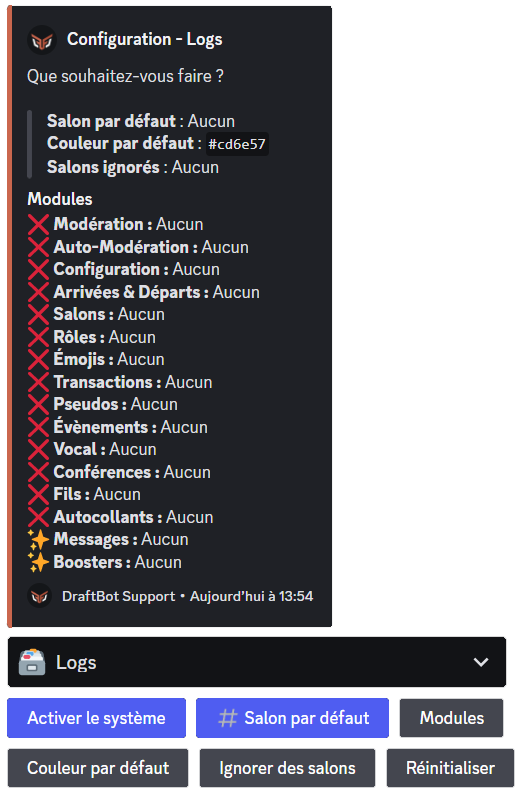 Configuration - Logs
Que souhaitez-vous faire ?
Salon par défaut : Aucun
Couleur par défaut : #cd6e57
Salons ignorés : Aucun
Modules
Modération : Aucun
Auto-Modération : Aucun
Configuration : Aucun
Arrivées & Départs : Aucun
Salons : Aucun
Rôles : Aucun
Émojis : Aucun
Transactions : Aucun
Pseudos : Aucun
Évènements : Aucun
Vocal : Aucun
Conférences : Aucun
Fils : Aucun
Autocollants : Aucun
Messages : Aucun
Boosters : Aucun
DraftBot Support • Aujourd'hui à 13:54
Logs
Activer le système # Salon par défaut Modules
Couleur par défaut Ignorer des salons Réinitialiser